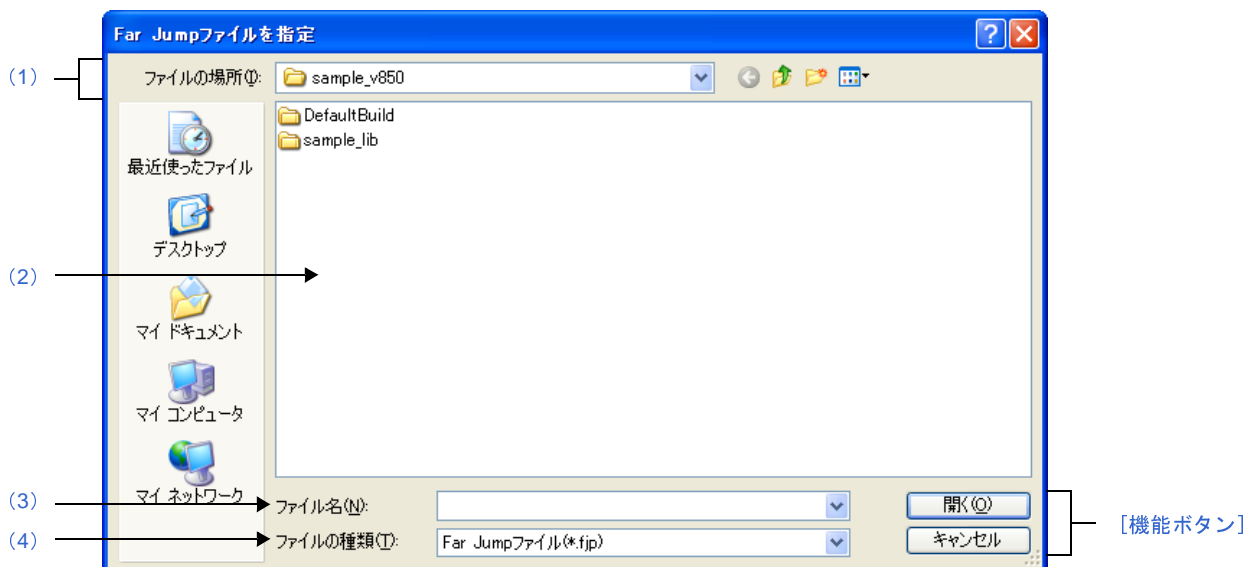 Far Jumpファイルを指定
(1)
ファイルの場所(I):
sample_v850
DefaultBuild
sample_lib
最近使ったファイル
デスクトップ
(2)
マイ ドキュメント
マイ コンピュータ
マイ ネットワーク
(3)
ファイル名(N):
開く(O)
[機能ボタン]
(4)
ファイルの種類(T):
Far Jumpファイル(*.fjp)
キャンセル